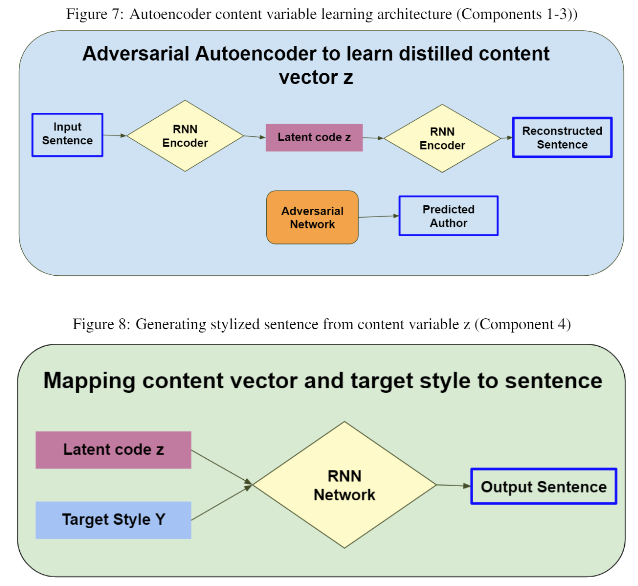 Figure 7: Autoencoder content variable learning architecture (Components 1-3))
Adversarial Autoencoder to learn distilled content
vector z
Input
Sentence
RNN
Encoder
Latent code z
RNN
Encoder
Reconstructed
Sentence
Adversarial
Network
Predicted
Author
Figure 8: Generating stylized sentence from content variable z (Component 4)
Mapping content vector and target style to sentence
Latent code z
Target Style Y
RNN
Network
Output Sentence